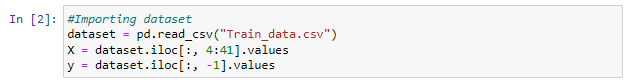 In [2]: #Importing dataset
dataset = pd.read_csv("Train_data.csv")
X = dataset.iloc[:, 4:41].values
y = dataset.iloc[:, -1].values